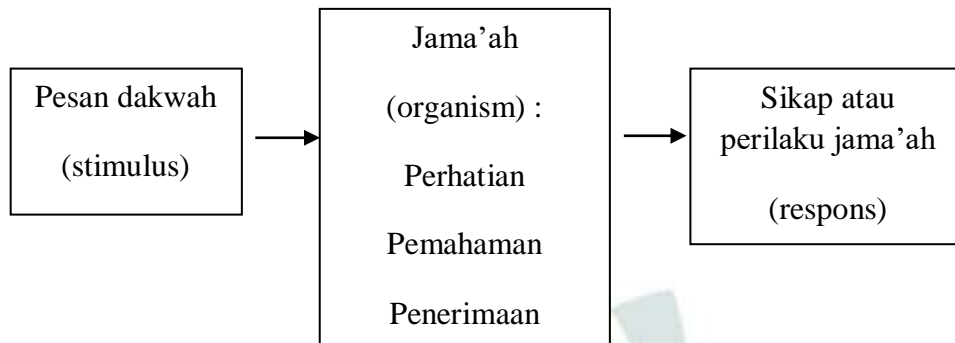 Pesan dakwah
(stimulus)
Jama’ah
(organism) :
Perhatian
Pemahaman
Penerimaan
Sikap atau
perilaku jama’ah
(respons)